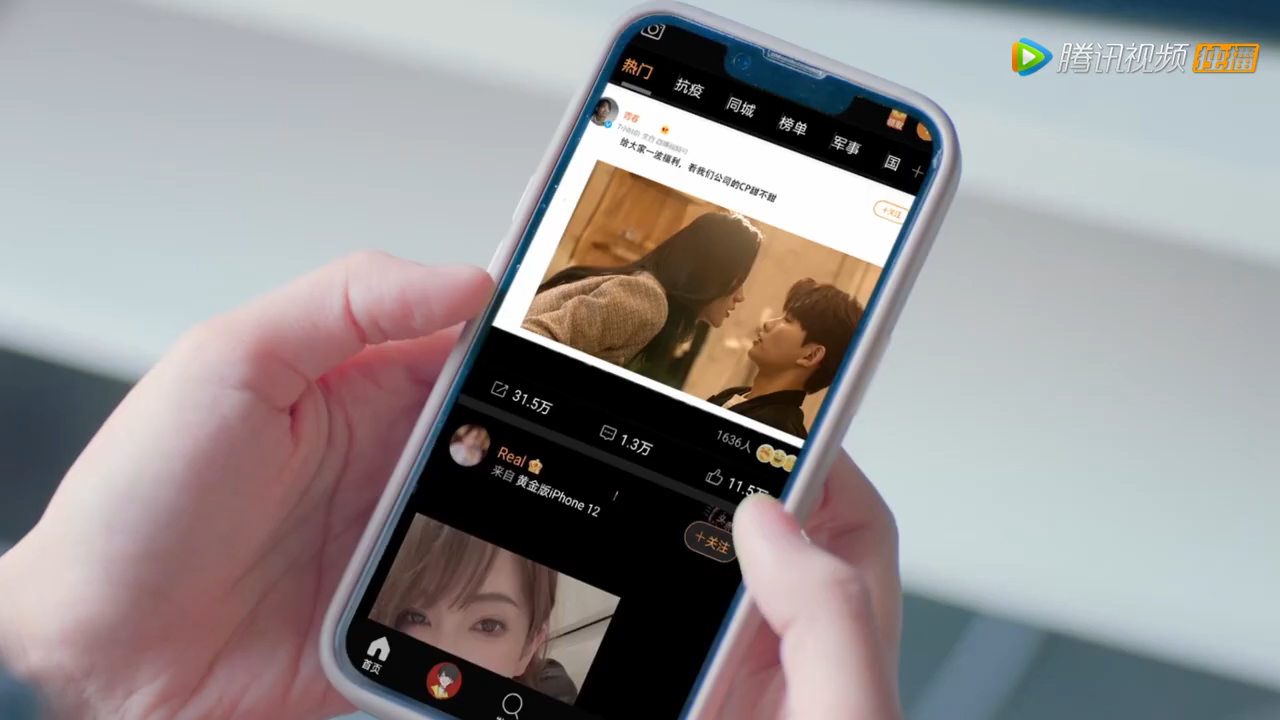 腾讯视频 独播
热门 抗疫 同城 榜单 军事 国
给大家一波福利，看我们公司的CP甜不甜
+关注
1636人
31.5万 1.3万 11.5万
Real
来自 黄金版iPhone 12
+关注
首页